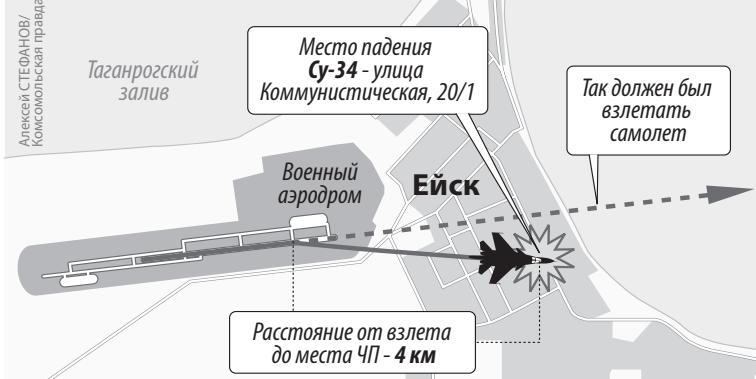 Алексей СТЕФАНОВ/
Комсомольская правда
Таганрогский
залив
Место падения
Су-34 - улица
Коммунистическая, 20/1
Так должен был
взлетать
самолет
Военный
аэродром
Ейск
Расстояние от взлета
до места ЧП - 4 км